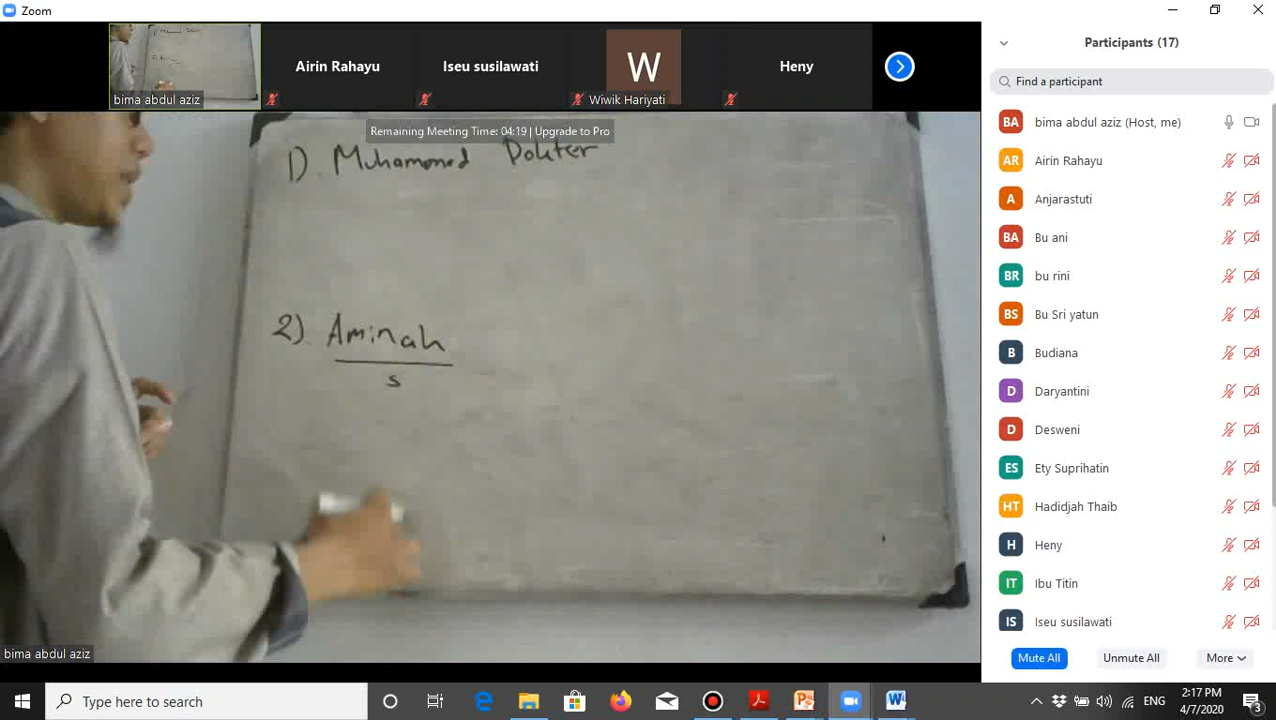 Zoom
bima abdul aziz
Airin Rahayu
Iseu susilawati
W
Wiwik Hariyati
Heny
Remaining Meeting Time: 04:19 | Upgrade to Pro
1) Muhammad Dokter
2). Aminah
s
bima abdul aziz
Participants (17)
Find a participant
BA bima abdul aziz (Host, me)
AR Airin Rahayu
A Anjarastuti
BA Bu ani
BR bu rini
BS Bu Sri yatun
B Budiana
D Daryantini
D Desweni
ES Ety Suprihatin
HT Hadidjah Thaib
H Heny
IT Ibu Titin
IS Iseu susilawati
Mute All Unmute All More
Type here to search
ENG
2:17 PM
4/7/2020
3